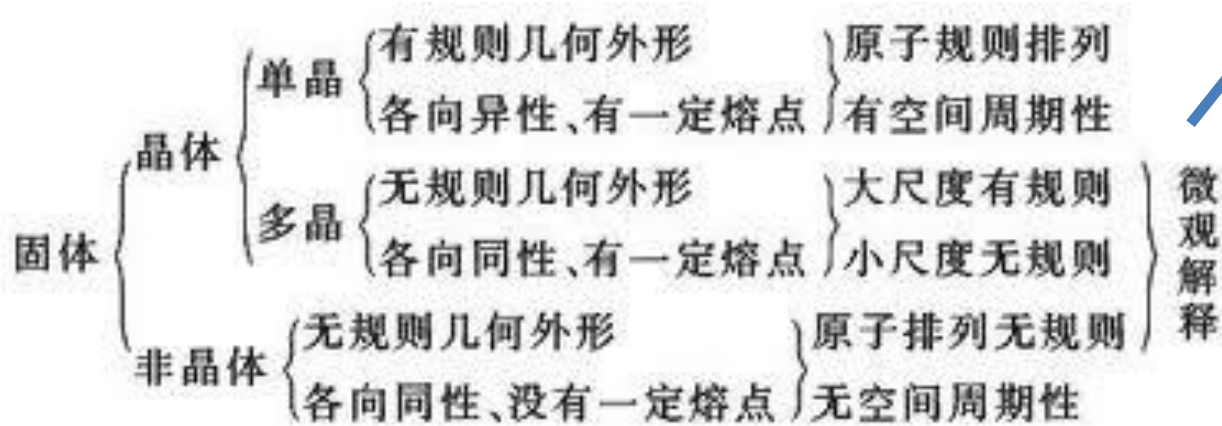 有规则几何外形 原子规则排列
单晶
各向异性、有一定熔点 有空间周期性
晶体
无规则几何外形 大尺度有规则
多晶
各向同性、有一定熔点 小尺度无规则
固体
微观解释
无规则几何外形 原子排列无规则
非晶体
各向同性、没有一定熔点 无空间周期性